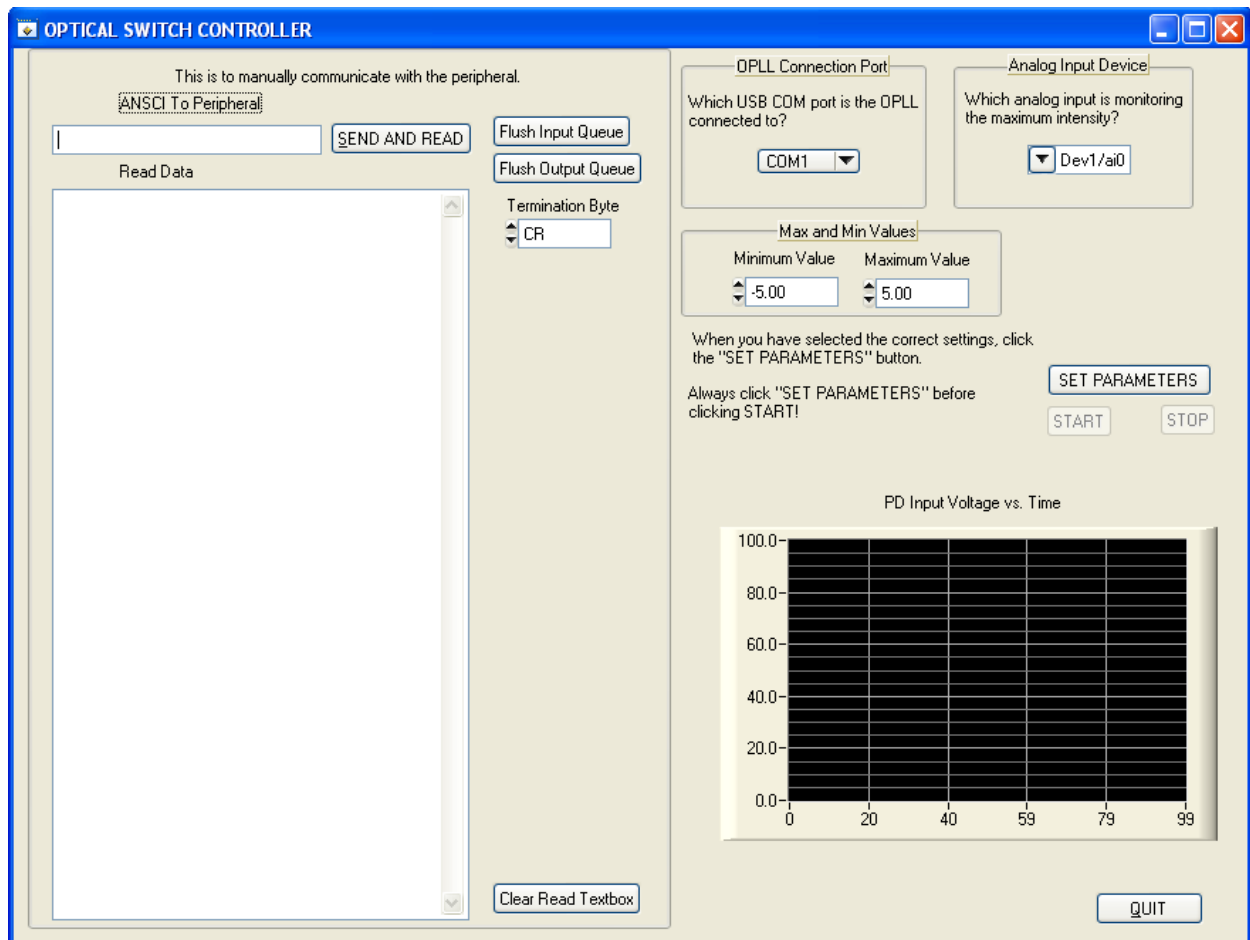 OPTICAL SWITCH CONTROLLER
This is to manually communicate with the peripheral.
ANSCI To Peripheral
SEND AND READ
Flush Input Queue
Flush Output Queue
Read Data
Termination Byte
CR
Clear Read Textbox
OPLL Connection Port
Which USB COM port is the OPLL
connected to?
COM1
Analog Input Device
Which analog input is monitoring
the maximum intensity?
Dev1/ai0
Max and Min Values
Minimum Value
Maximum Value
-5.00
5.00
When you have selected the correct settings, click
the "SET PARAMETERS" button.
Always click "SET PARAMETERS" before
clicking START!
SET PARAMETERS
START
STOP
PD Input Voltage vs. Time
100.0
80.0
60.0
40.0
20.0
0.0
0 20 40 59 79 99
QUIT